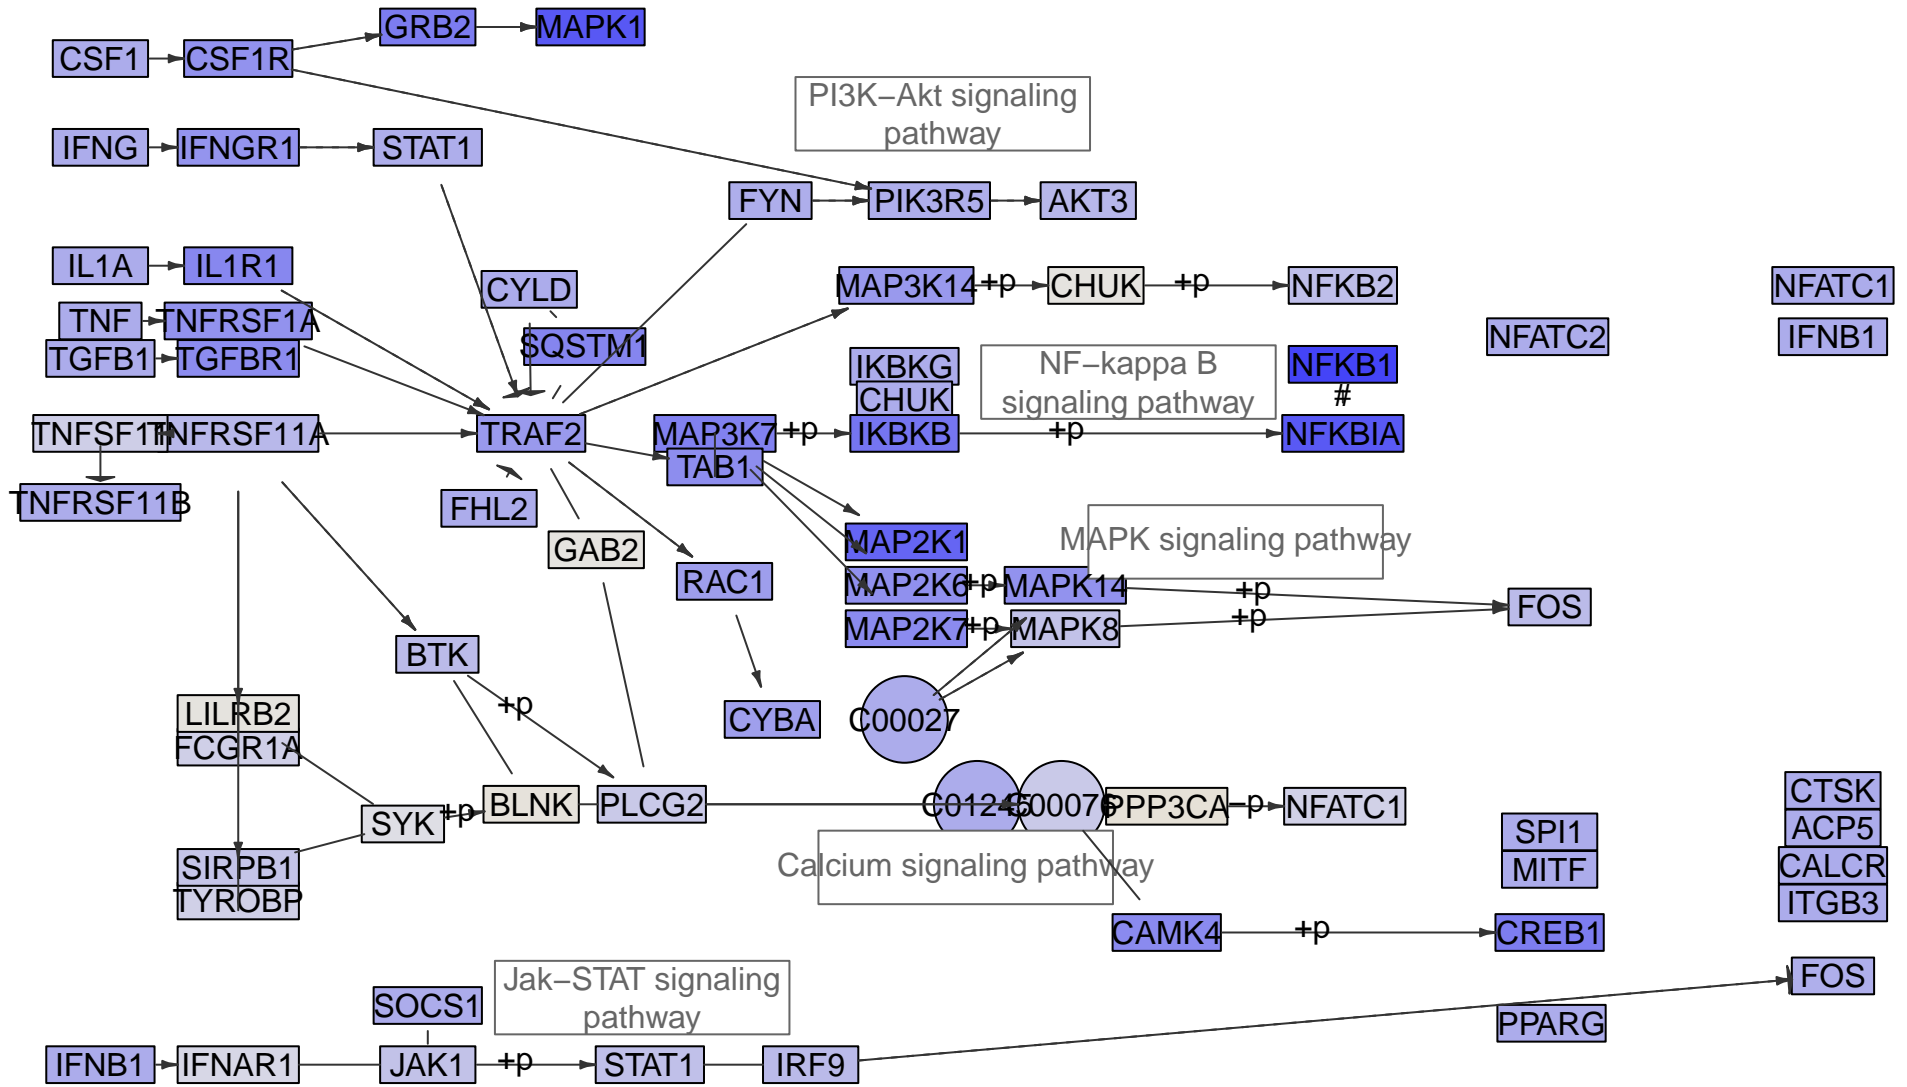 GRB2
MAPK1
CSF1
CSF1R
PI3K−Akt signaling
pathway
IFNG
IFNGR1
STAT1
FYN
PIK3R5
AKT3
IL1A
IL1R1
CYLD
MAP3K14
+p
CHUK
+p
NFKB2
NFATC1
TNF
TNFRSF1A
SQSTM1
NFATC2
IFNB1
TGFB1
TGFBR1
IKBKG
NF−kappa B
signaling pathway
NFKB1
#
CHUK
TNFRSF11A
TRAF2
MAP3K7
+p
IKBKB
+p
NFKBIA
TAB1
TNFRSF11B
FHL2
GAB2
MAP2K1
MAPK signaling pathway
RAC1
MAP2K6
+p
MAPK14
+p
FOS
MAP2K7
+p
MAPK8
+p
BTK
LILRB2
+p
CYBA
C00027
FCGR1A
SYK
+p
BLNK
PLCG2
C01245
C00076
PPP3CA
−p
NFATC1
CTSK
SPI1
ACP5
SIRPB1
Calcium signaling pathway
MITF
CALCR
TYROBP
ITGB3
CAMK4
+p
CREB1
Jak−STAT signaling
pathway
FOS
SOCS1
PPARG
IFNB1
IFNAR1
JAK1
+p
STAT1
IRF9